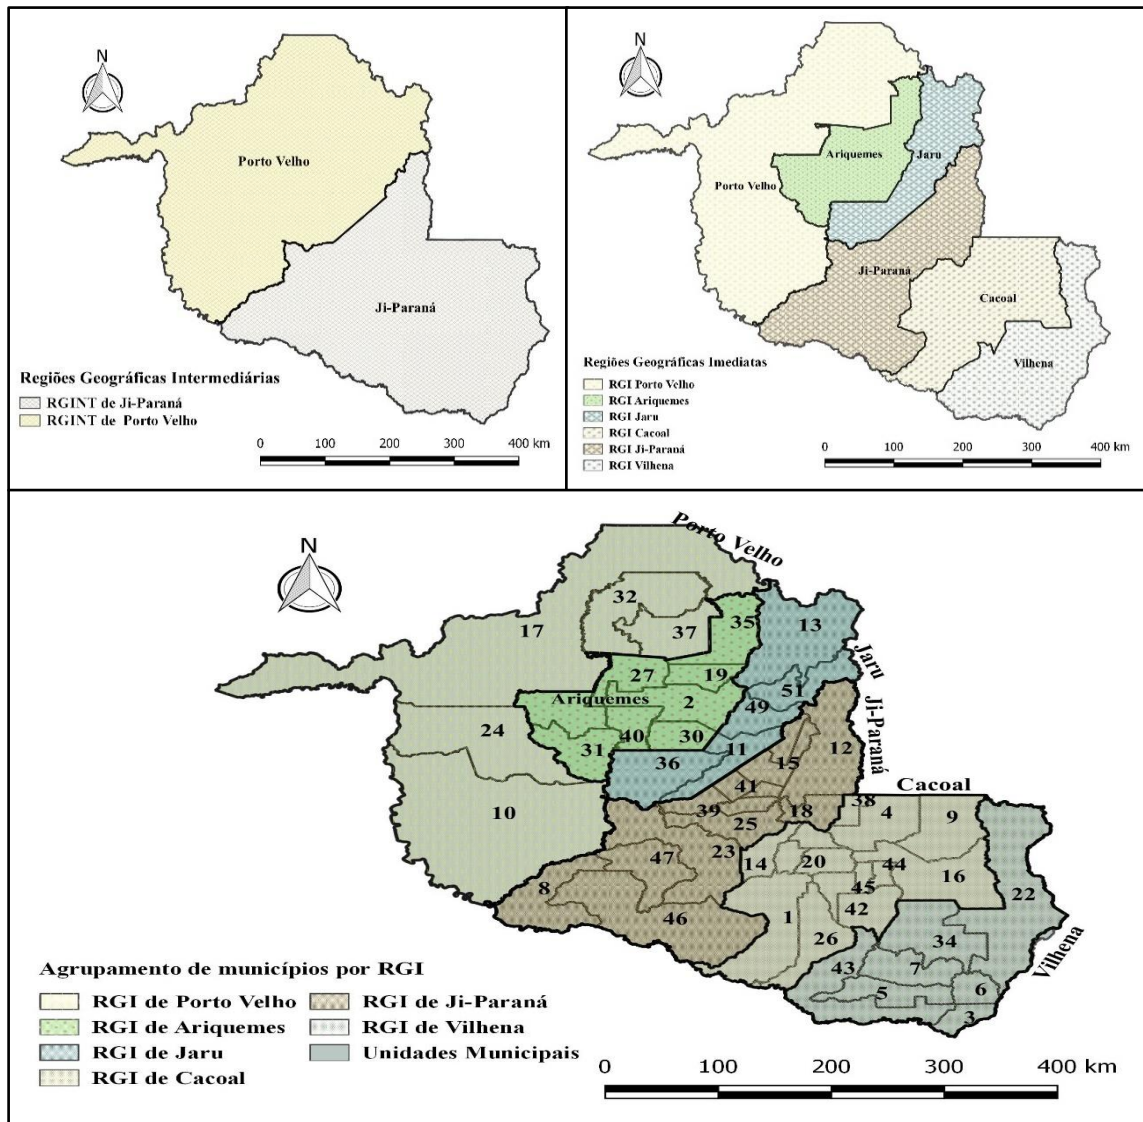 N
Porto Velho
Ji-Paraná
Regiões Geográficas Intermediárias
RGINT de Ji-Paraná
RGINT de Porto Velho
0 100 200 300 400 km
N
Ariquemes
Jaru
Porto Velho
Ji-Paraná
Cacoal
Vilhena
Regiões Geográficas Imediatas
RGI Porto Velho
RGI Ariquemes
RGI Jaru
RGI Cacoal
RGI Ji-Paraná
RGI Vilhena
0 100 200 300 400 km
N
Porto Velho
32
17
37
35
13
Jaru
27
19
51
Ariquemes
2
49
Ji-Paraná
24
31
40
30
11
12
36
15
41
Cacoal
10
39
18
38
4
9
25
47
23
14
20
44
8
45
16
22
46
1
42
26
34
Vilhena
43
7
5
6
3
Agrupamento de municípios por RGI
RGI de Porto Velho
RGI de Ariquemes
RGI de Jaru
RGI de Cacoal
RGI de Ji-Paraná
RGI de Vilhena
Unidades Municipais
0 100 200 300 400 km